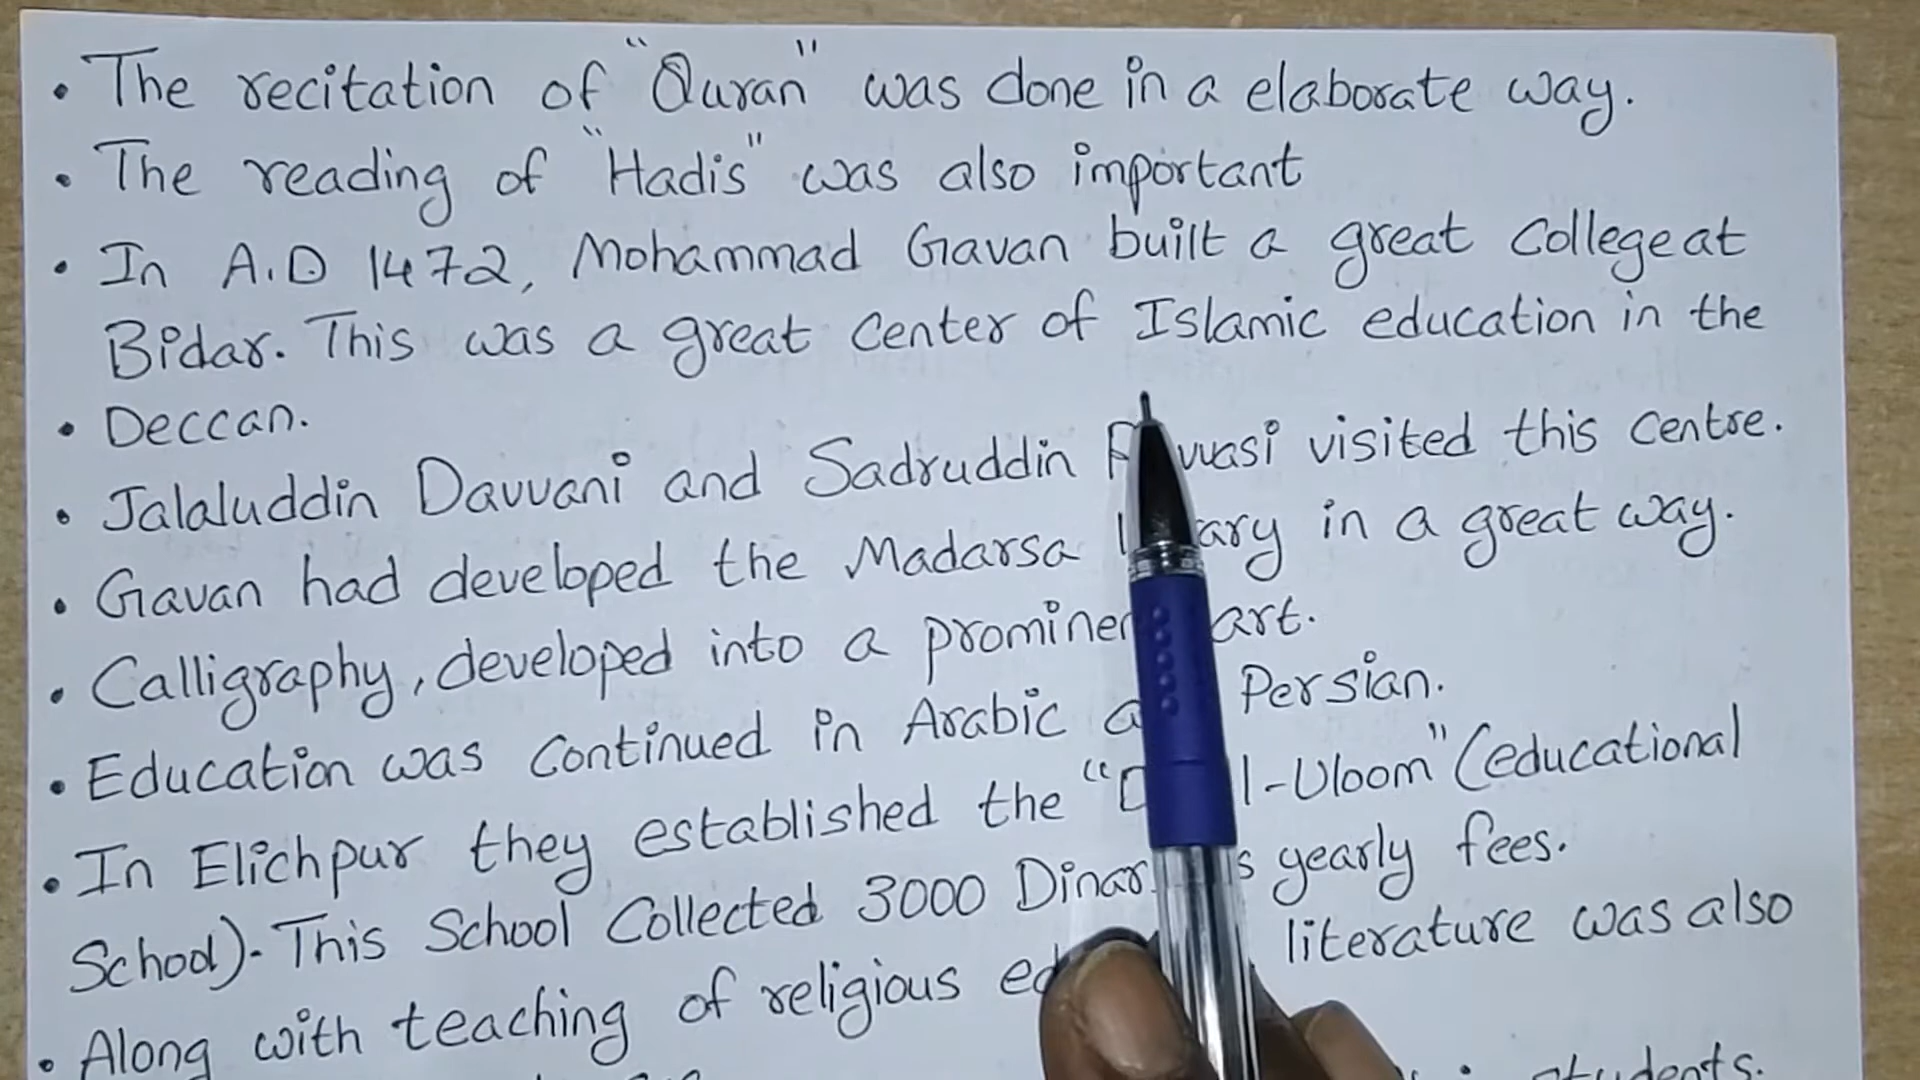 • The recitation of "Quran" was done in a elaborate way.
• The reading of "Hadis" was also important
• In A.D 1472, Mohammad Gavan built a great college at
Bidar. This was a great center of Islamic education in the
• Deccan.
• Jalaluddin Davvani and Sadruddin visited this centre.
• Gavan had developed the Madarsa in a great way.
• Calligraphy, developed into a prominent art.
• Education was continued in Arabic Persian.
• In Elichpur they established the "D l-Uloom" (educational
School). This School collected 3000 Dinar yearly fees.
• Along with teaching of religious literature was also
students.